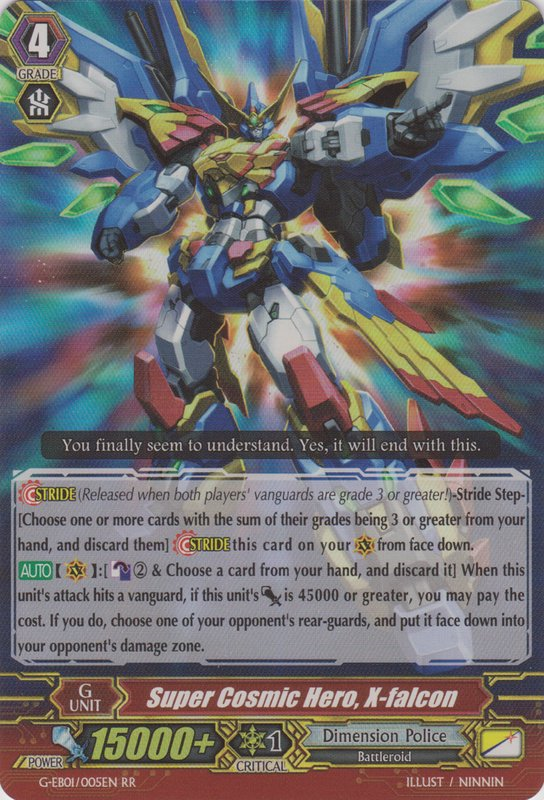 4
GRADE
You finally seem to understand. Yes, it will end with this.
STRIDE (Released when both players' vanguards are grade 3 or greater!)-Stride Step-
[Choose one or more cards with the sum of their grades being 3 or greater from your
hand, and discard them] STRIDE this card on your from face down.
AUTO【 】:[ ② & Choose a card from your hand, and discard it] When this
unit's attack hits a vanguard, if this unit's is 45000 or greater, you may pay the
cost. If you do, choose one of your opponent's rear-guards, and put it face down into
your opponent's damage zone.
G
UNIT
Super Cosmic Hero, X-falcon
POWER
15000+
1
CRITICAL
Dimension Police
Battleroid
G-EB01/005EN RR
ILLUST / NINNIN